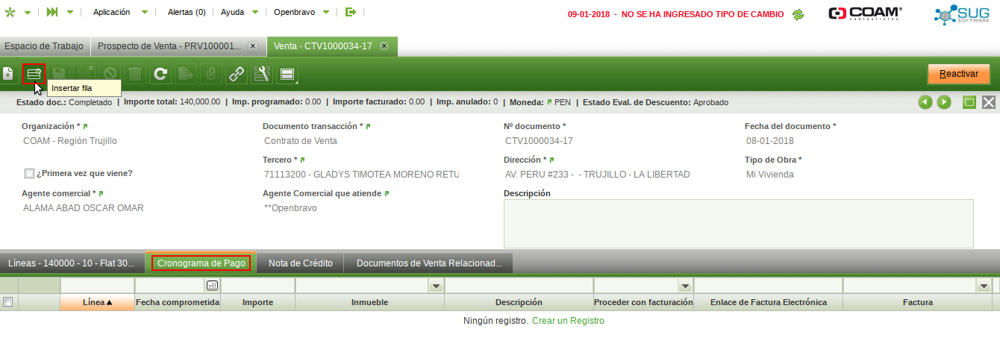 Aplicación Alertas (0) Ayuda Openbravo 09-01-2018 - NO SE HA INGRESADO TIPO DE CAMBIO COAM® CONTRATISTAS SUG SOFTWARE
Espacio de Trabajo Prospecto de Venta - PRV100001... Venta - CTV1000034-17
Reactivar
Insertar fila
Estado doc.: Completado | Importe total: 140,000.00 | Imp. programado: 0.00 | Importe facturado: 0.00 | Imp. anulado: 0 | Moneda: PEN | Estado Eval. de Descuento: Aprobado
Organización * Documento transacción * Nº documento * Fecha del documento *
COAM - Región Trujillo Contrato de Venta CTV1000034-17 08-01-2018
Tercero * Dirección * Tipo de Obra *
¿Primera vez que viene? 71113200 - GLADYS TIMOTEA MORENO RETU AV. PERU #233 - - TRUJILLO - LA LIBERTAD Mi Vivienda
Agente comercial * Agente Comercial que atiende Descripción
ALAMA ABAD OSCAR OMAR **Openbravo
Líneas - 140000 - 10 - Flat 30... Cronograma de Pago Nota de Crédito Documentos de Venta Relacionad...
Línea Fecha comprometida Importe Inmueble Descripción Proceder con facturación Enlace de Factura Electrónica Factura
Ningún registro. Crear un Registro